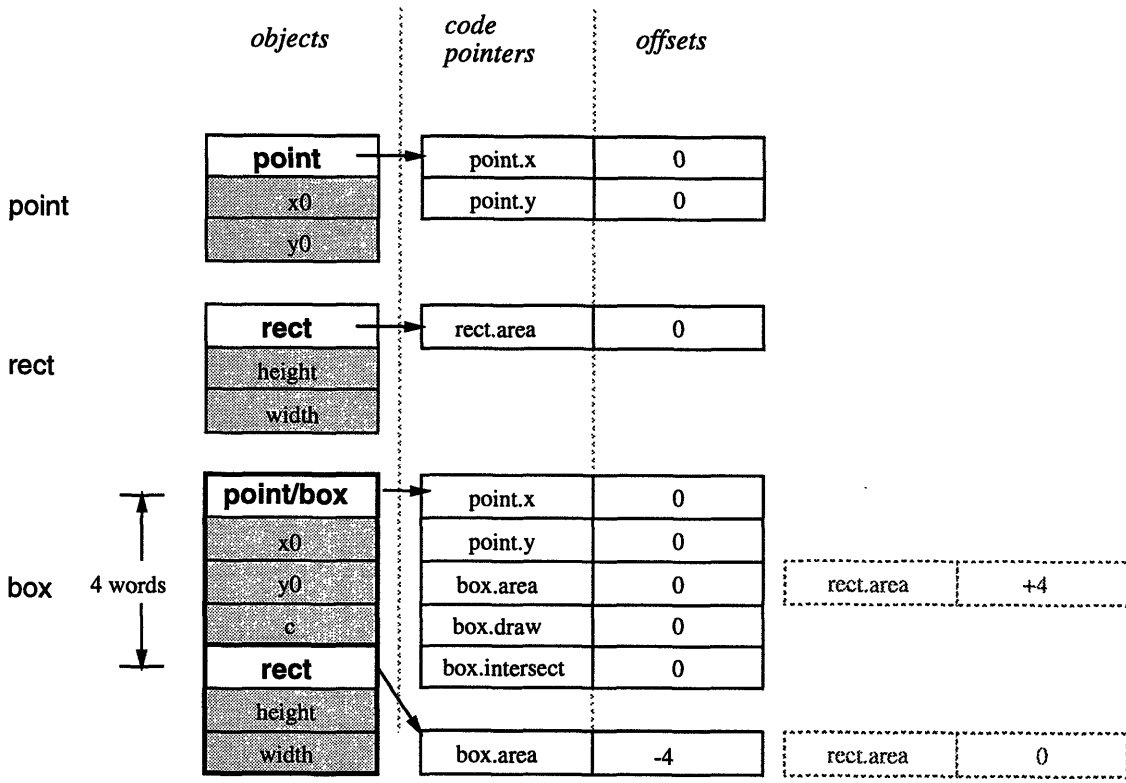 objects
code
pointers
offsets
point
point
x0
y0
point.x 0
point.y 0
rect
rect
height
width
rect.area 0
box
4 words
point/box
x0
y0
c
rect
height
width
point.x 0
point.y 0
box.area 0
box.draw 0
box.intersect 0
box.area -4
rect.area +4
rect.area 0